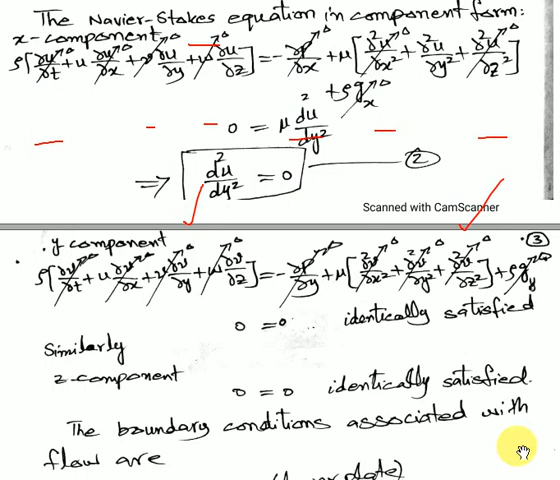 The Navier-Stakes equation in component form:
x-component
ρ[∂u/∂t + u ∂u/∂x + v ∂u/∂y + w ∂u/∂z] = -∂p/∂x + μ[∂²u/∂x² + ∂²u/∂y² + ∂²u/∂z²]
+ρg_x
0 = μ d²u/dy²
⇒ d²u/dy² = 0 ②
Scanned with CamScanner
③
y component
ρ[∂v/∂t + u ∂v/∂x + v ∂v/∂y + w ∂v/∂z] = -∂p/∂y + μ[∂²v/∂x² + ∂²v/∂y² + ∂²v/∂z²] + ρg_y
0 = 0 identically satisfied
Similarly
z-component
0 = 0 identically satisfied.
The boundary conditions associated with
flow are